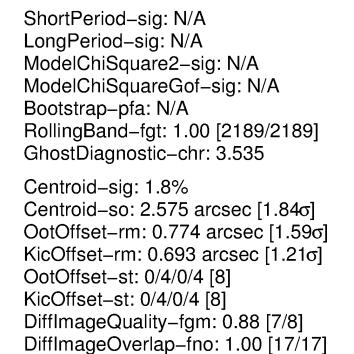 ShortPeriod-sig: N/A
LongPeriod-sig: N/A
ModelChiSquare2-sig: N/A
ModelChiSquareGof-sig: N/A
Bootstrap-pfa: N/A
RollingBand-fgt: 1.00 [2189/2189]
GhostDiagnostic-chr: 3.535
Centroid-sig: 1.8%
Centroid-so: 2.575 arcsec [1.84σ]
OotOffset-rm: 0.774 arcsec [1.59σ]
KicOffset-rm: 0.693 arcsec [1.21σ]
OotOffset-st: 0/4/0/4 [8]
KicOffset-st: 0/4/0/4 [8]
DiffImageQuality-fgm: 0.88 [7/8]
DiffImageOverlap-fno: 1.00 [17/17]